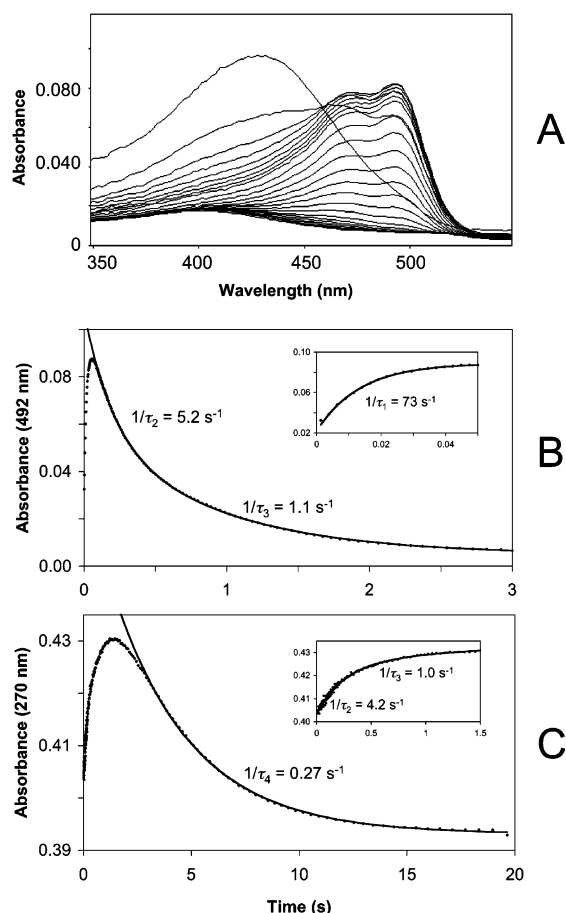 Absorbance
0.080
0.040
0
350
400
450
500
Wavelength (nm)
A
Absorbance (492 nm)
0.08
0.04
0.00
0
1
2
3
1/τ2 = 5.2 s-1
1/τ3 = 1.1 s-1
0.10
0.08
0.06
0.04
0.02
0
0.02
0.04
1/τ1 = 73 s-1
B
Absorbance (270 nm)
0.43
0.41
0.39
0
5
10
15
20
Time (s)
1/τ4 = 0.27 s-1
0.43
0.42
0.41
0.40
0
0.5
1
1.5
1/τ3 = 1.0 s-1
1/τ2 = 4.2 s-1
C